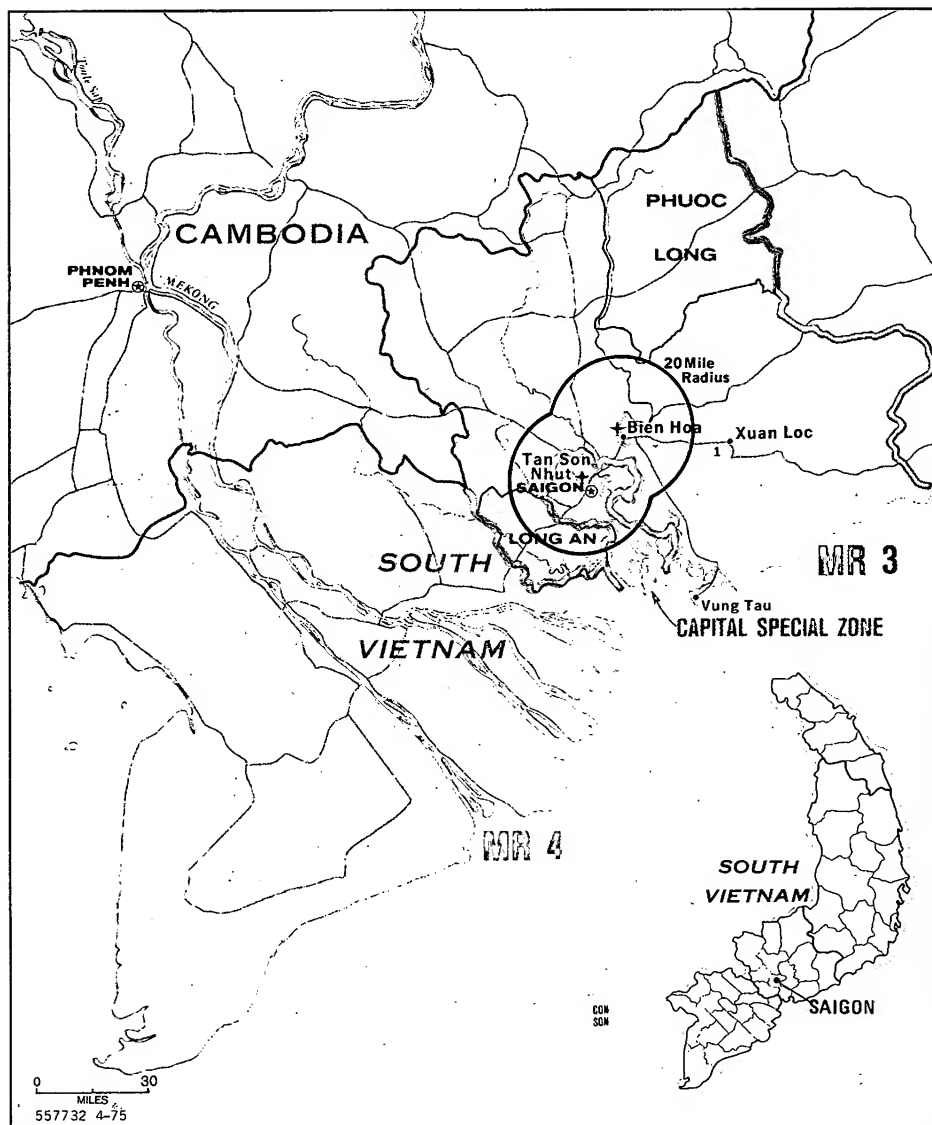 Tonle Sap
PHUOC
LONG
CAMBODIA
PHNOM
PENH
MEKONG
20 Mile
Radius
Bien Hoa
Xuan Loc
1
Tan Son
Nhut
SAIGON
LONG AN
SOUTH
VIETNAM
MR 3
Vung Tau
CAPITAL SPECIAL ZONE
MR 4
SOUTH
VIETNAM
SAIGON
CON
SON
0 30
MILES
557732 4-75